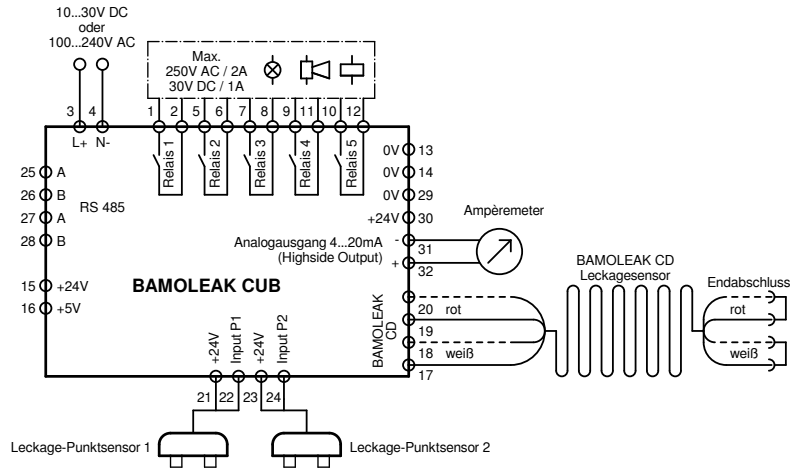 10...30V DC
oder
100...240V AC
Max.
250V AC / 2A
30V DC / 1A
3 4 1 2 5 6 7 8 9 11 10 12
L+ N-
Relais 1
Relais 2
Relais 3
Relais 4
Relais 5
25 A
26 B
27 A
28 B
RS 485
15 +24V
16 +5V
BAMOLEAK CUB
0V 13
0V 14
0V 29
+24V 30
Analogausgang 4...20mA
(Highside Output)
- 31
+ 32
Ampèremeter
BAMOLEAK
CD
20
rot
19
18
weiß
17
BAMOLEAK CD
Leckagesensor
Endabschluss
rot
weiß
+24V
Input P1
+24V
Input P2
21 22 23 24
Leckage-Punktsensor 1
Leckage-Punktsensor 2